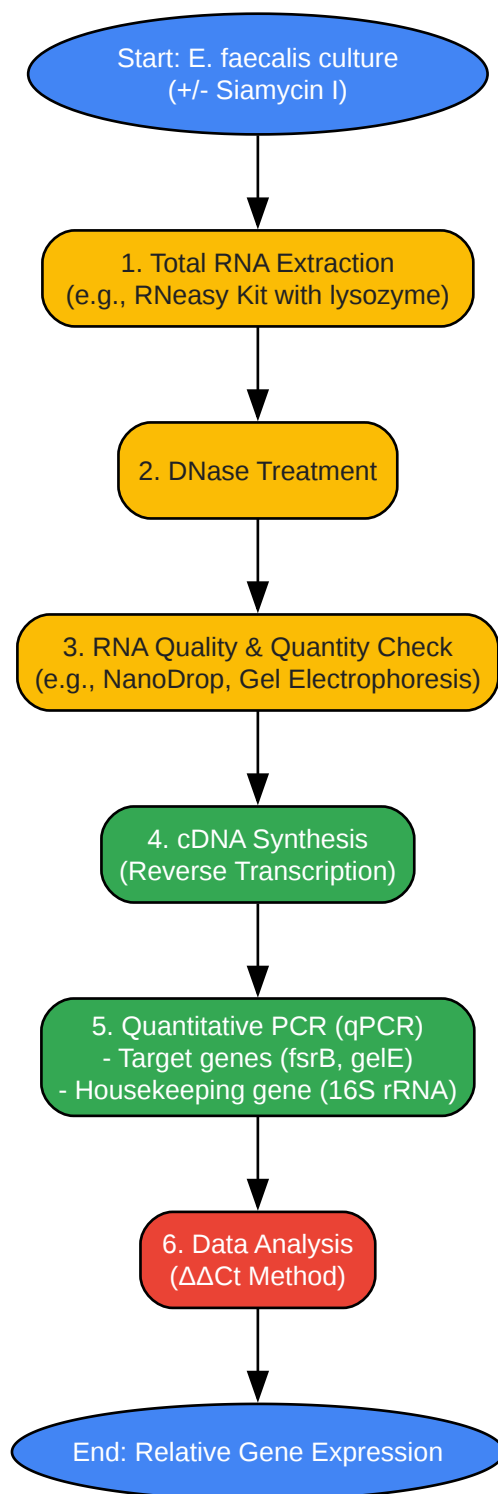 Start: E. faecalis culture
(+/- Siamycin I)
1. Total RNA Extraction
(e.g., RNeasy Kit with lysozyme)
2. DNase Treatment
3. RNA Quality & Quantity Check
(e.g., NanoDrop, Gel Electrophoresis)
4. cDNA Synthesis
(Reverse Transcription)
5. Quantitative PCR (qPCR)
- Target genes (fsrB, gelE)
- Housekeeping gene (16S rRNA)
6. Data Analysis
(ΔΔCt Method)
End: Relative Gene Expression